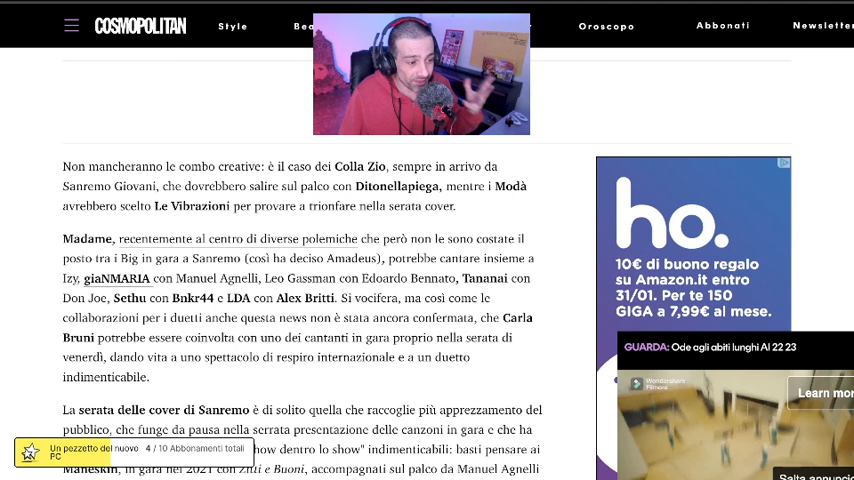 COSMOPOLITAN
Style
Oroscopo
Abbonati
Non mancheranno le combo creative: è il caso dei Colla Zio, sempre in arrivo da
Sanremo Giovani, che dovrebbero salire sul palco con Ditonellapiega, mentre i Modà
avrebbero scelto Le Vibrazioni per provare a trionfare nella serata cover.
Madame, recentemente al centro di diverse polemiche che però non le sono costate il
posto tra i Big in gara a Sanremo (così ha deciso Amadeus), potrebbe cantare insieme a
Izy, giaNMARIA con Manuel Agnelli, Leo Gassman con Edoardo Bennato, Tananai con
Don Joe, Sethu con Bnkr44 e LDA con Alex Britti. Si vocifera, ma così come le
collaborazioni per i duetti anche questa news non è stata ancora confermata, che Carla
Bruni potrebbe essere coinvolta con uno dei cantanti in gara proprio nella serata di
venerdì, dando vita a uno spettacolo di respiro internazionale e a un duetto
indimenticabile.
La serata delle cover di Sanremo è di solito quella che raccoglie più apprezzamento del
pubblico, che funge da pausa nella serrata presentazione delle canzoni in gara e che ha
how dentro lo show" indimenticabili: basti pensare ai
Måneskin, in gara nel 2021 con Zitti e Buoni, accompagnati sul palco da Manuel Agnelli
Un pezzetto del nuovo PC
4 / 10 Abbonamenti totali
ho.
10€ di buono regalo
su Amazon.it entro
31/01. Per te 150
GIGA a 7,99€ al mese.
GUARDA: Ode agli abiti lunghi AI 22 23
Wondershare
Filmora
Learn
Salta